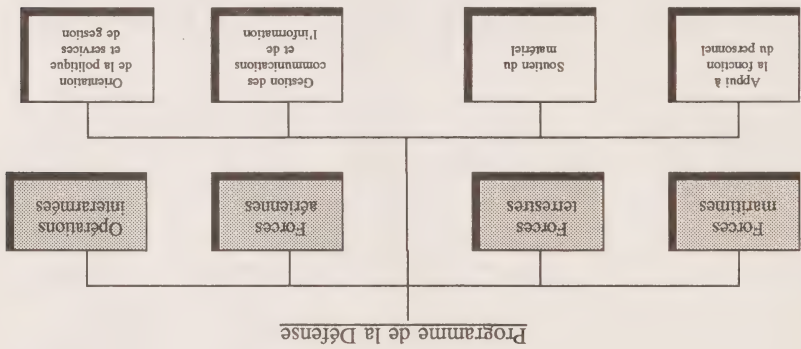 Programme de la Défense
Forces
maritimes
Forces
terrestres
Forces
aériennes
Opérations
interarmées
Appui à
la fonction
du personnel
Soutien du
matériel
Gestion des
communications
et de
l'information
Orientation
de la politique
et services
de gestion